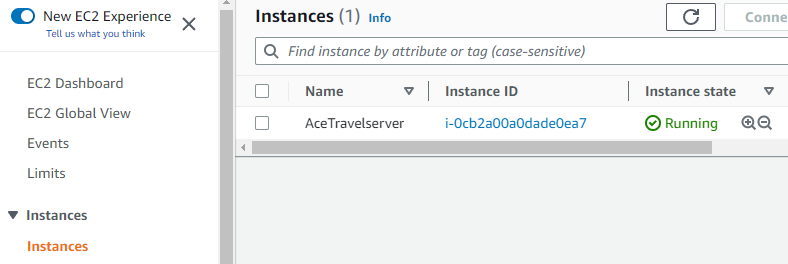 New EC2 Experience
Tell us what you think
EC2 Dashboard
EC2 Global View
Events
Limits
Instances
Instances
Instances (1) Info
Conne
Find instance by attribute or tag (case-sensitive)
Name Instance ID Instance state
AceTravelserver i-0cb2a00a0dade0ea7 Running